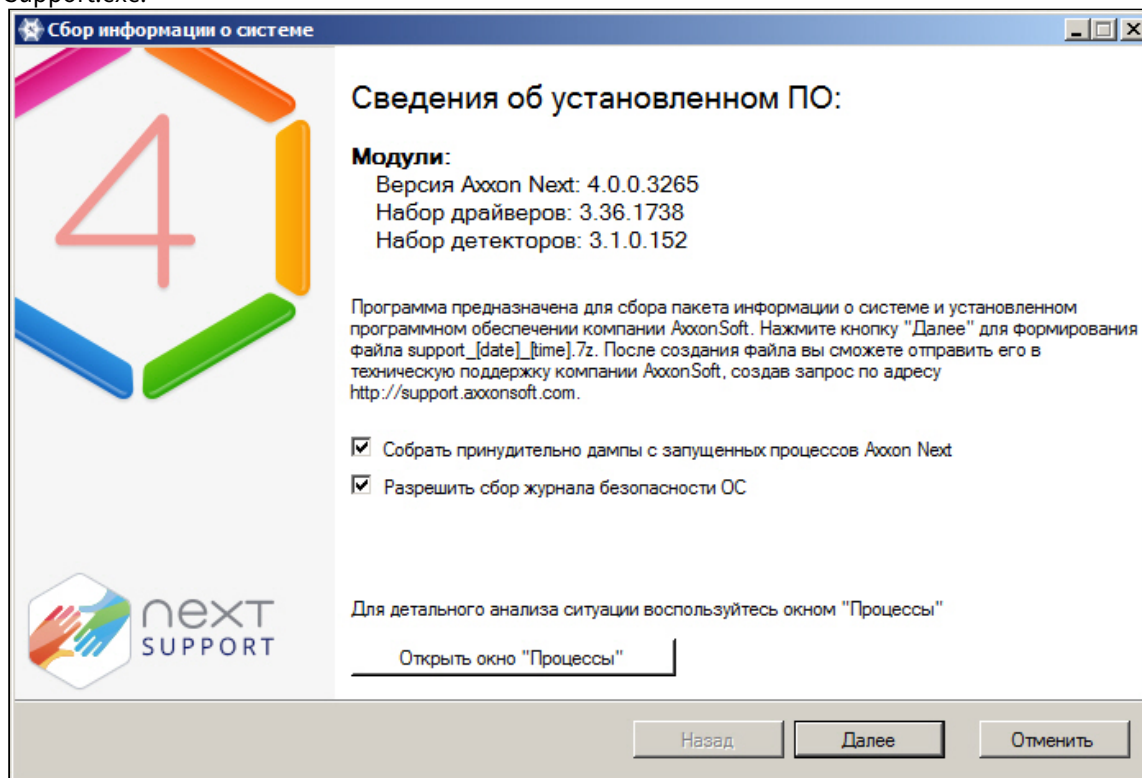 Support.exe.
Сбор информации о системе
4
Сведения об установленном ПО:
Модули:
Версия Axxon Next: 4.0.0.3265
Набор драйверов: 3.36.1738
Набор детекторов: 3.1.0.152
Программа предназначена для сбора пакета информации о системе и установленном
программном обеспечении компании AxxonSoft. Нажмите кнопку "Далее" для формирования
файла support_[date]_[time].7z. После создания файла вы сможете отправить его в
техническую поддержку компании AxxonSoft, создав запрос по адресу
http://support.axxonsoft.com.
Собрать принудительно дампы с запущенных процессов Axxon Next
Разрешить сбор журнала безопасности ОС
Для детального анализа ситуации воспользуйтесь окном "Процессы"
Открыть окно "Процессы"
next
SUPPORT
Назад
Далее
Отменить